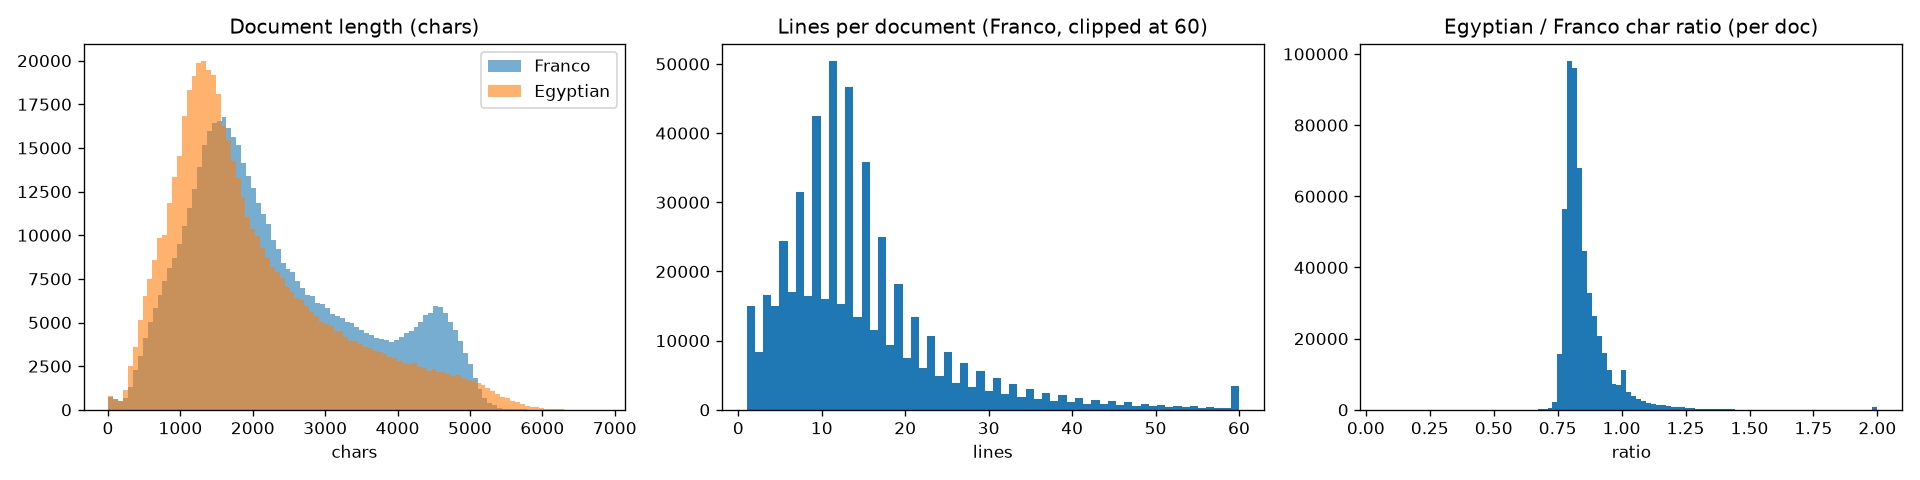 Document length (chars)
20000
17500
15000
12500
10000
7500
5000
2500
0
0 1000 2000 3000 4000 5000 6000 7000
chars
Franco
Egyptian
Lines per document (Franco, clipped at 60)
50000
40000
30000
20000
10000
0
0 10 20 30 40 50 60
lines
Egyptian / Franco char ratio (per doc)
100000
80000
60000
40000
20000
0
0.00 0.25 0.50 0.75 1.00 1.25 1.50 1.75 2.00
ratio